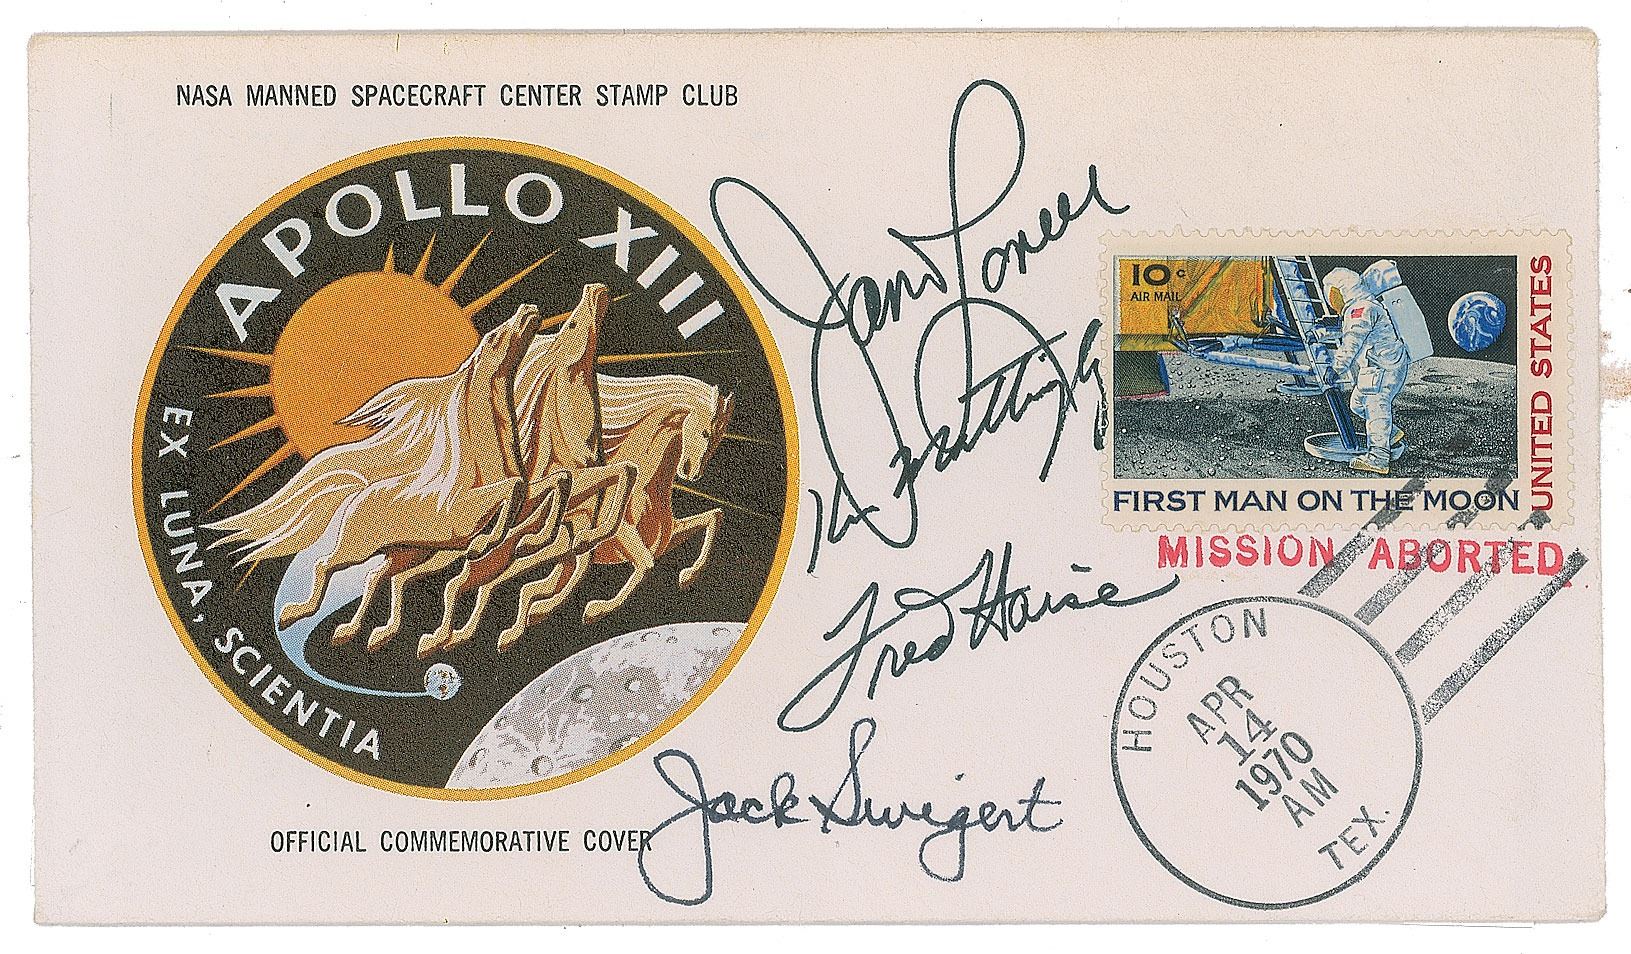 NASA MANNED SPACECRAFT CENTER STAMP CLUB
APOLLO XIII
EX LUNA, SCIENTIA
OFFICIAL COMMEMORATIVE COVER
James Lovell
Fred Haise
Jack Swigert
10c
AIR MAIL
UNITED STATES
FIRST MAN ON THE MOON
MISSION ABORTED.
HOUSTON
APR
14
1970
AM
TEX.